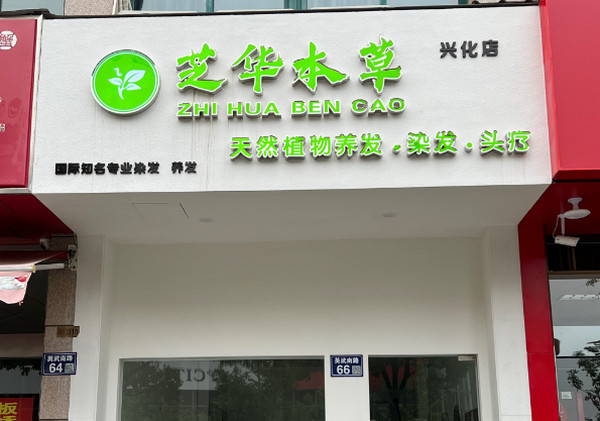 芝华本草
兴化店
ZHI HUA BEN CAO
天然植物养发·染发·头疗
国际知名专业染发 养发
英武南路
64
英武南路
66